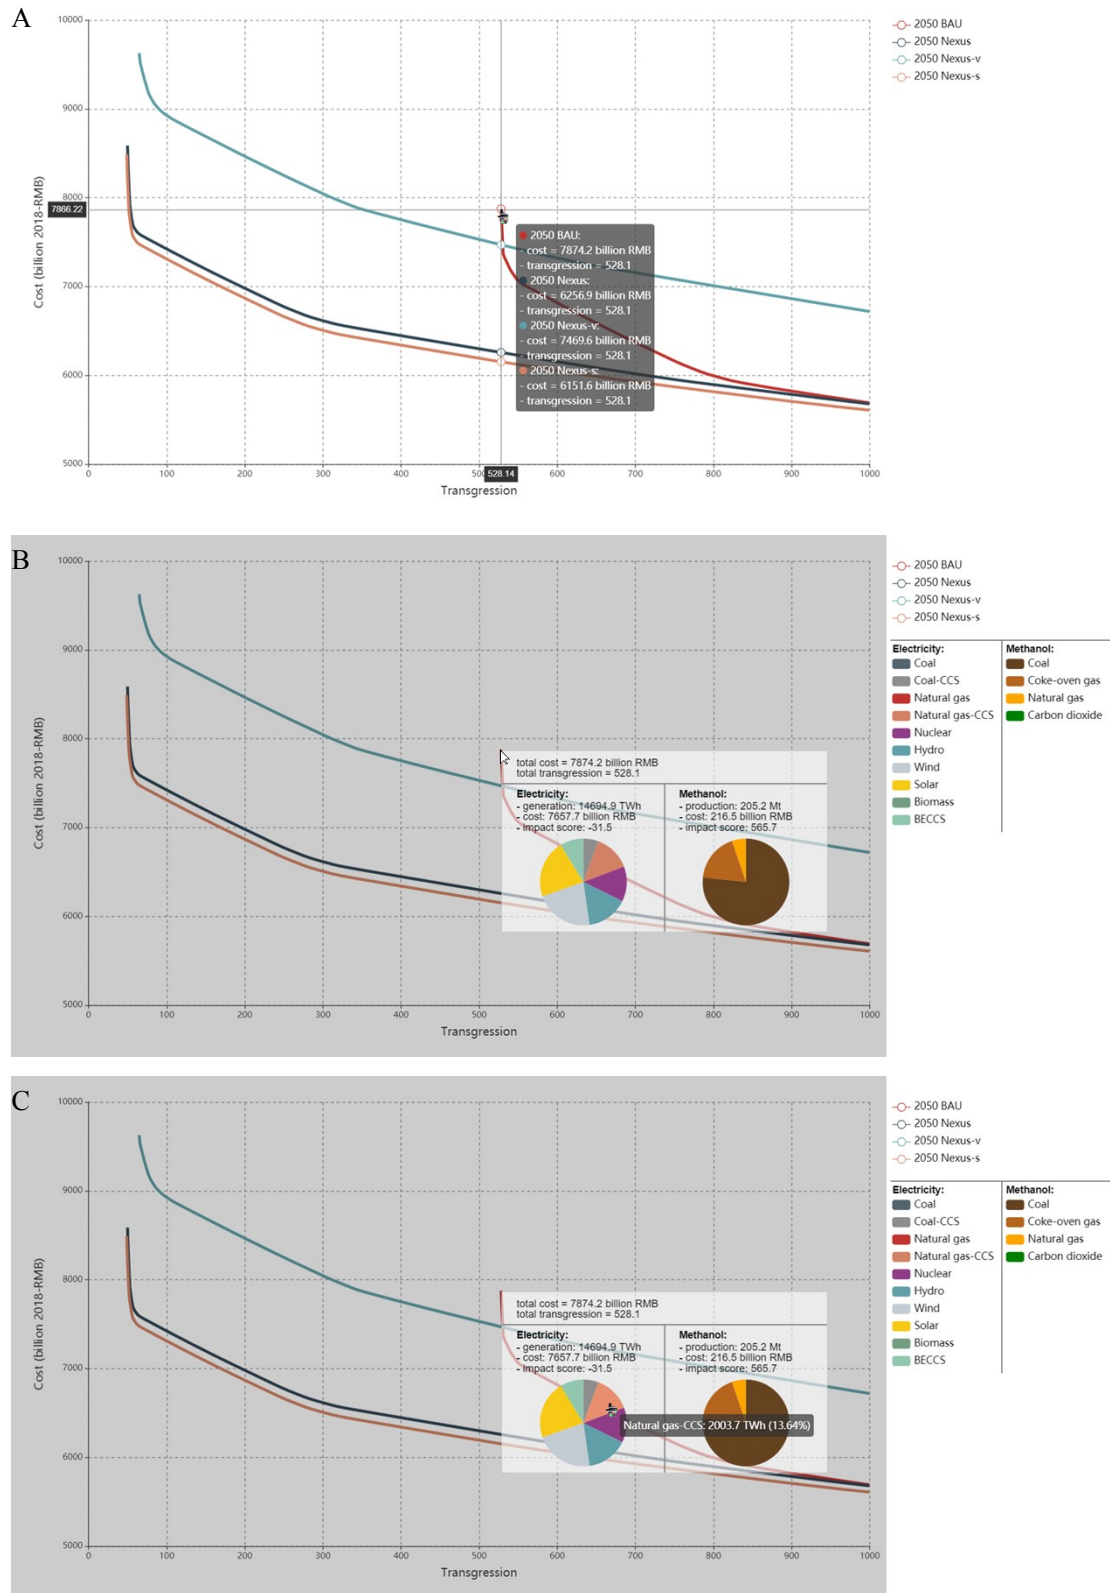 A
10000
9000
8000
7000
6000
5000
Cost (billion 2018-RMB)
7866.22
0 100 200 300 400 500 600 700 800 900 1000
528.14
Transgression
2050 BAU
2050 Nexus
2050 Nexus-v
2050 Nexus-s
2050 BAU:
- cost = 7874.2 billion RMB
- transgression = 528.1
2050 Nexus:
- cost = 6256.9 billion RMB
- transgression = 528.1
2050 Nexus-v:
- cost = 7469.6 billion RMB
- transgression = 528.1
2050 Nexus-s:
- cost = 6151.6 billion RMB
- transgression = 528.1
B
10000
9000
8000
7000
6000
5000
Cost (billion 2018-RMB)
0 100 200 300 400 500 600 700 800 900 1000
Transgression
total cost = 7874.2 billion RMB
total transgression = 528.1
Electricity:
- generation: 14694.9 TWh
- cost: 7657.7 billion RMB
- impact score: -31.5
Methanol:
- production: 205.2 Mt
- cost: 216.5 billion RMB
- impact score: 565.7
2050 BAU
2050 Nexus
2050 Nexus-v
2050 Nexus-s
Electricity:
Coal
Coal-CCS
Natural gas
Natural gas-CCS
Nuclear
Hydro
Wind
Solar
Biomass
BECCS
Methanol:
Coal
Coke-oven gas
Natural gas
Carbon dioxide
C
10000
9000
8000
7000
6000
5000
Cost (billion 2018-RMB)
0 100 200 300 400 500 600 700 800 900 1000
Transgression
total cost = 7874.2 billion RMB
total transgression = 528.1
Electricity:
- generation: 14694.9 TWh
- cost: 7657.7 billion RMB
- impact score: -31.5
Methanol:
- production: 205.2 Mt
- cost: 216.5 billion RMB
- impact score: 565.7
Natural gas-CCS: 2003.7 TWh (13.64%)
2050 BAU
2050 Nexus
2050 Nexus-v
2050 Nexus-s
Electricity:
Coal
Coal-CCS
Natural gas
Natural gas-CCS
Nuclear
Hydro
Wind
Solar
Biomass
BECCS
Methanol:
Coal
Coke-oven gas
Natural gas
Carbon dioxide